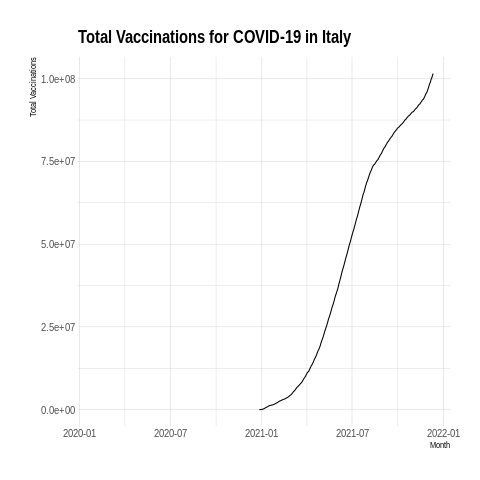 Total Vaccinations for COVID-19 in Italy
Total Vaccinations
1.0e+08
7.5e+07
5.0e+07
2.5e+07
0.0e+00
2020-01 2020-07 2021-01 2021-07 2022-01
Month